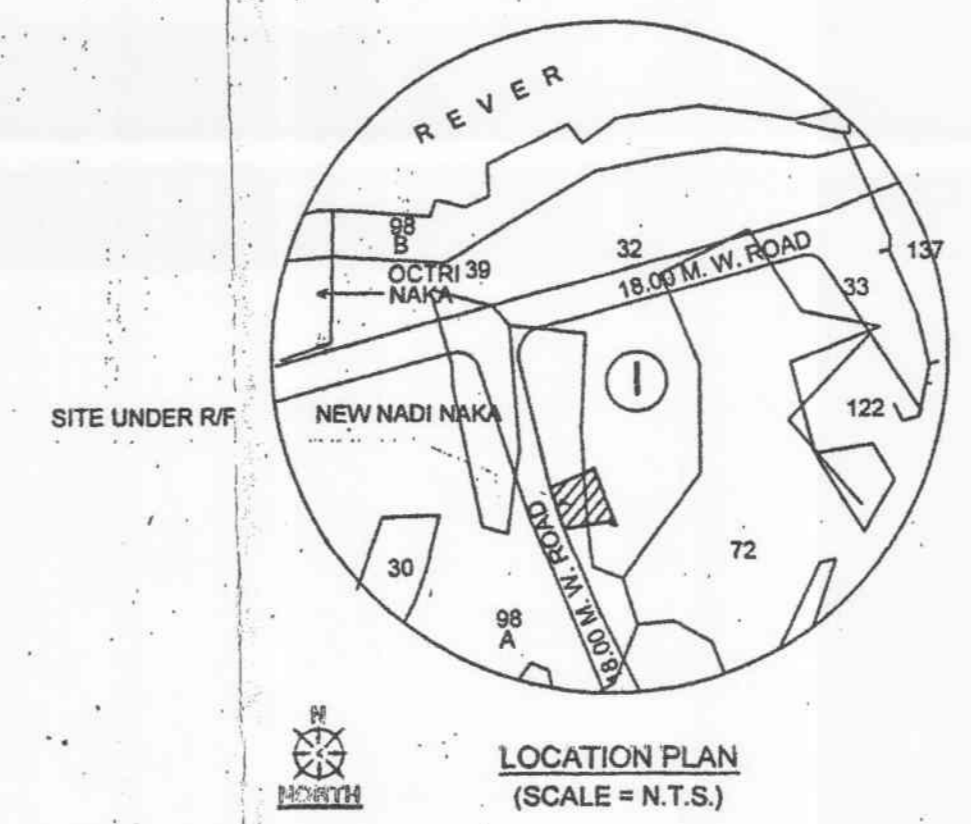 REVER
98
B
OCTRI
NAKA
39
32
18.00 M. W. ROAD
137
33
SITE UNDER R/F
NEW NADI NAKA
I
122
18.00 M. W. ROAD
30
72
98
A
N
NORTH
LOCATION PLAN
(SCALE = N.T.S.)